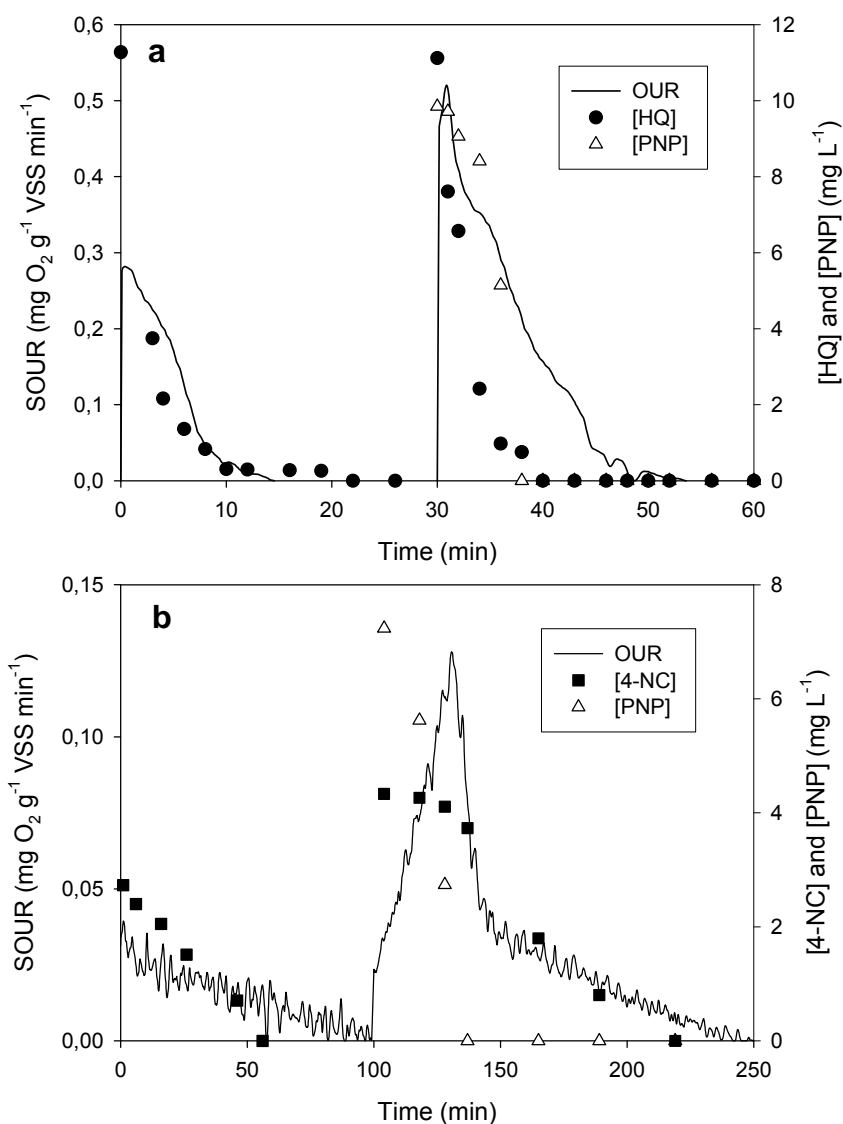 a
OUR
[HQ]
[PNP]
0,6
0,5
0,4
0,3
0,2
0,1
0,0
SOUR (mg O2 g-1 VSS min-1)
12
10
8
6
4
2
0
[HQ] and [PNP] (mg L-1)
0 10 20 30 40 50 60
Time (min)
b
OUR
[4-NC]
[PNP]
0,15
0,10
0,05
0,00
SOUR (mg O2 g-1 VSS min-1)
8
6
4
2
0
[4-NC] and [PNP] (mg L-1)
0 50 100 150 200 250
Time (min)